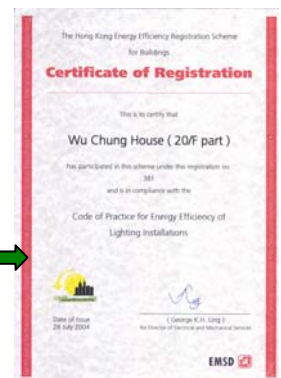 The Hong Kong Energy Efficiency Registration Scheme
for Buildings
Certificate of Registration
This is to certify that
Wu Chung House ( 20/F part )
has participated in this scheme under this registration no.
381
and is in compliance with the
Code of Practice for Energy Efficiency of
Lighting Installations
Date of Issue
28 July 2004
( George K.H. Ling )
for Director of Electrical and Mechanical Services
EMSD